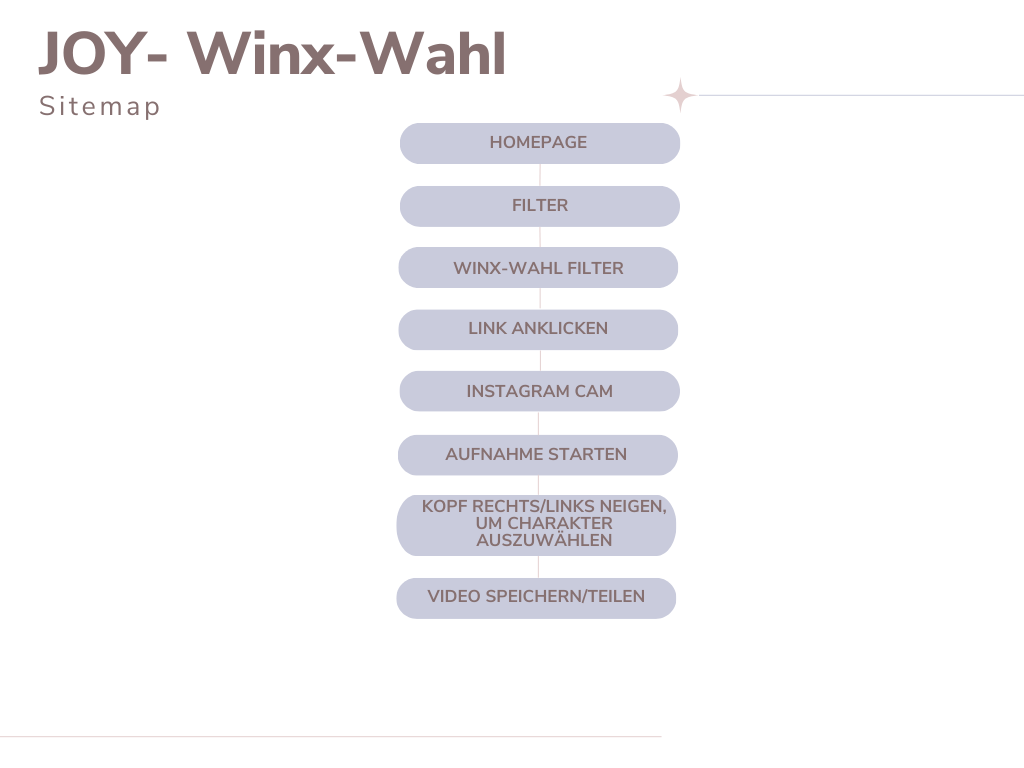 JOY- Winx-Wahl
Sitemap
HOMEPAGE
FILTER
WINX-WAHL FILTER
LINK ANKLICKEN
INSTAGRAM CAM
AUFNAHME STARTEN
KOPF RECHTS/LINKS NEIGEN,
UM CHARAKTER
AUSZUWÄHLEN
VIDEO SPEICHERN/TEILEN